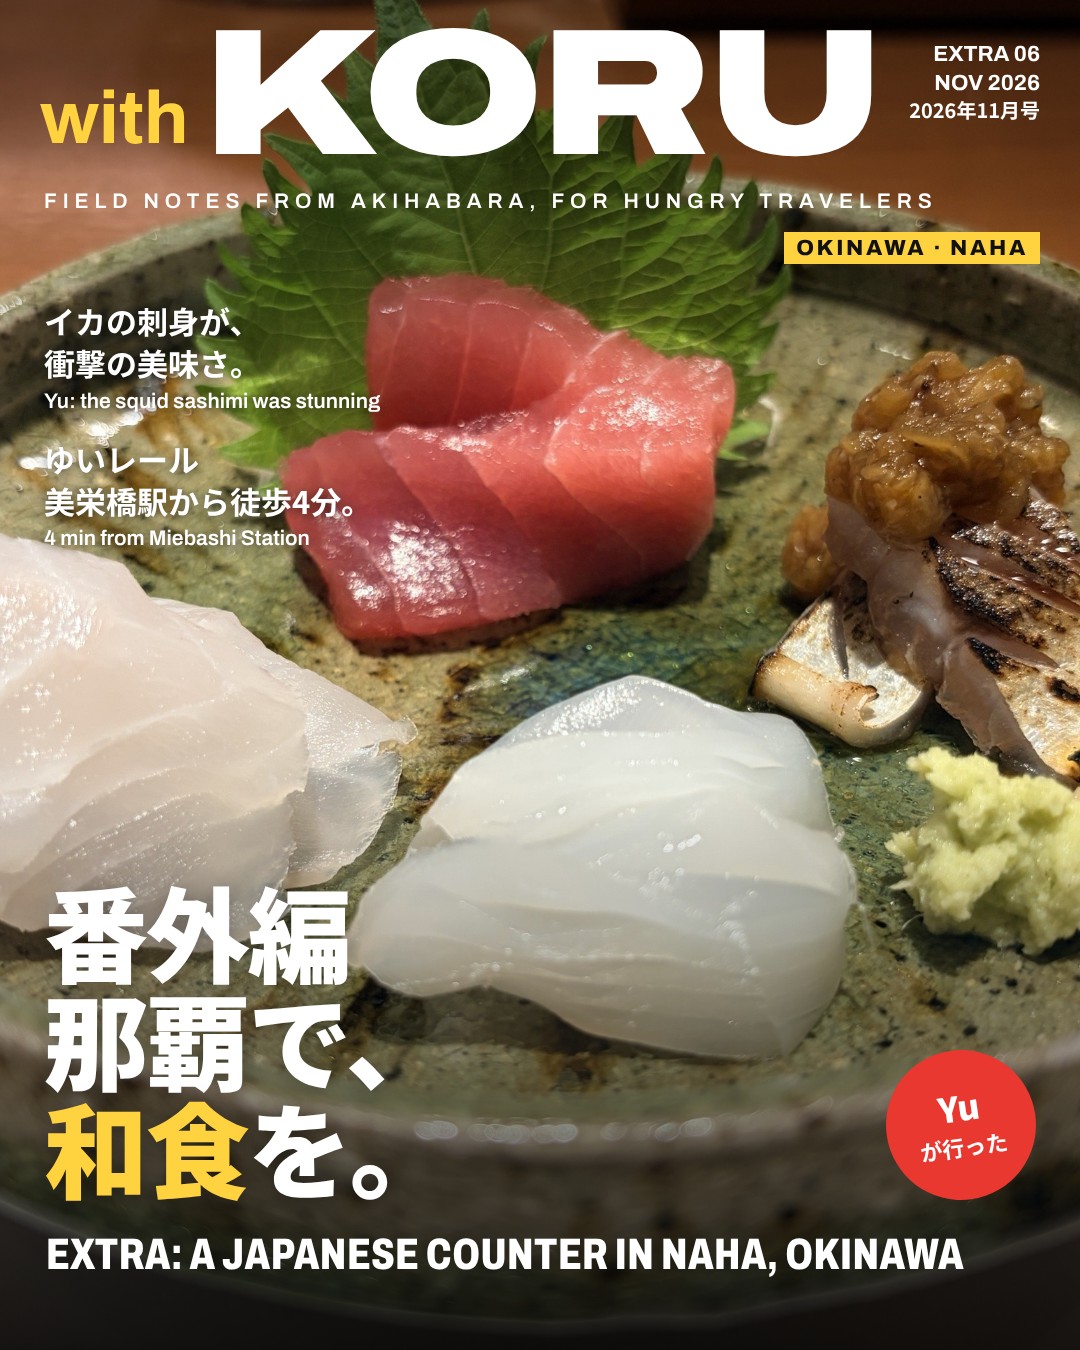 with KORU
EXTRA 06
NOV 2026
2026年11月号
FIELD NOTES FROM AKIHABARA, FOR HUNGRY TRAVELERS
OKINAWA · NAHA
イカの刺身が、
衝撃の美味さ。
Yu: the squid sashimi was stunning
ゆいレール
美栄橋駅から徒歩4分。
4 min from Miebashi Station
番外編
那覇で、
和食を。
Yu
が行った
EXTRA: A JAPANESE COUNTER IN NAHA, OKINAWA